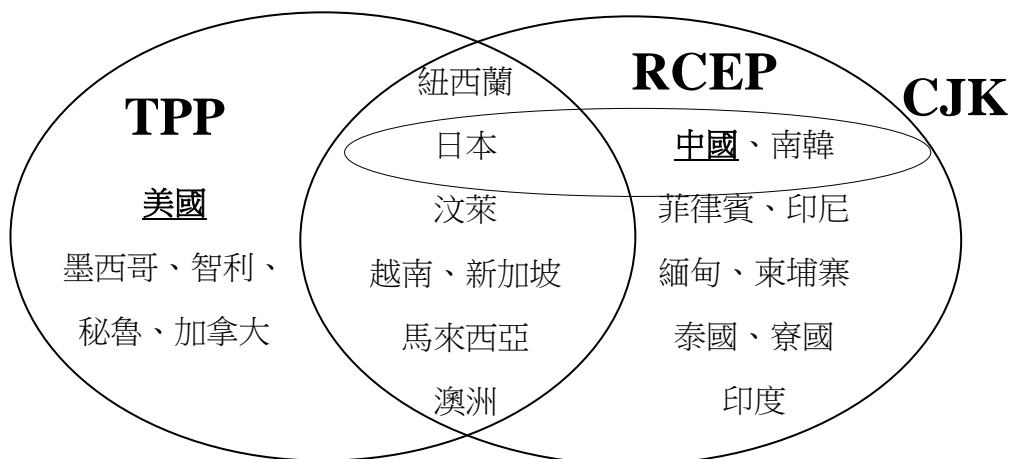 TPP
美國
墨西哥、智利、
秘魯、加拿大
紐西蘭
日本
汶萊
越南、新加坡
馬來西亞
澳洲
RCEP
中國、南韓
菲律賓、印尼
緬甸、柬埔寨
泰國、寮國
印度
CJK